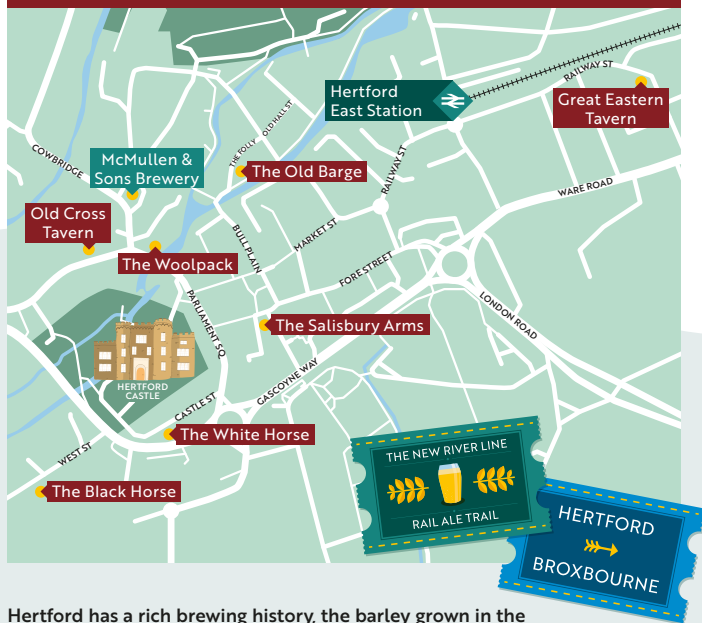 RAILWAY ST
Hertford
East Station
Great Eastern
Tavern
THE FOLLY
OLD HALL ST
COWBRIDGE
McMullen &
Sons Brewery
The Old Barge
RAILWAY ST
WARE ROAD
Old Cross
Tavern
BULL PLAIN
MARKET ST
The Woolpack
FORE STREET
PARLIAMENT SQ
LONDON ROAD
The Salisbury Arms
HERTFORD
CASTLE
GASCOYNE WAY
CASTLE ST
The White Horse
WEST ST
The Black Horse
THE NEW RIVER LINE
RAIL ALE TRAIL
HERTFORD
BROXBOURNE
Hertford has a rich brewing history, the barley grown in the